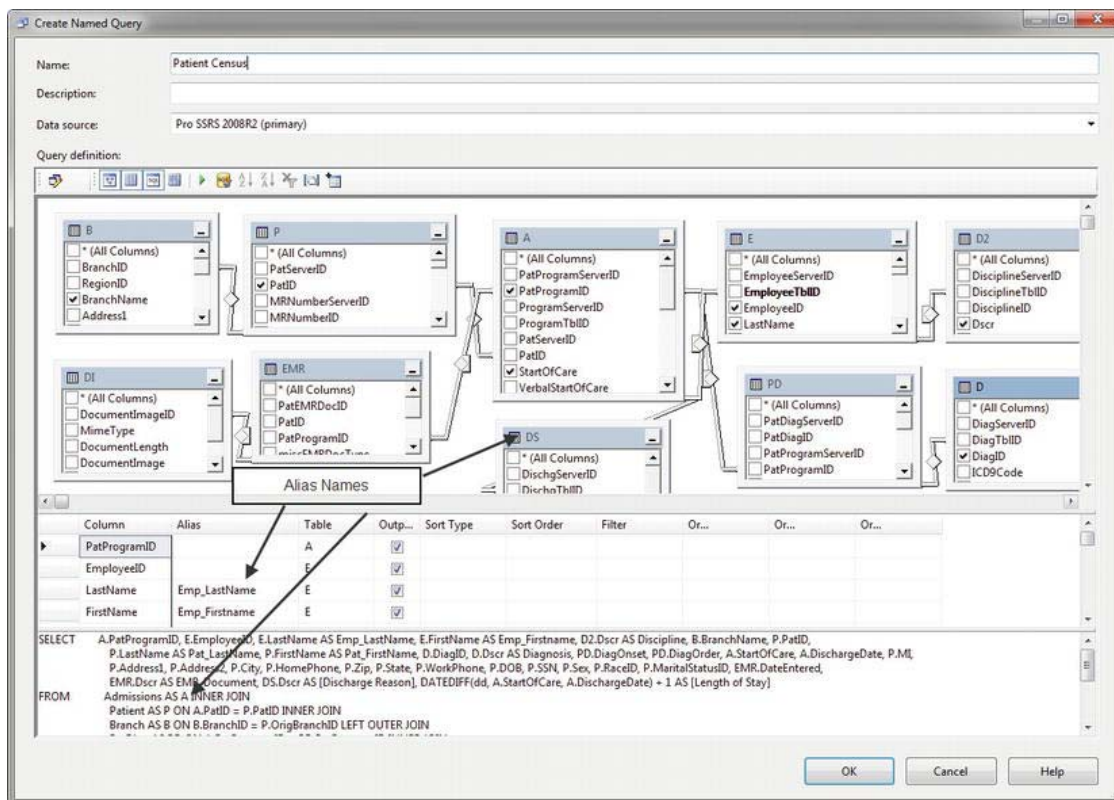 Create Named Query
Name:
Patient Census
Description:
Data source:
Pro SSRS 2008R2 (primary)
Query definition:
B
* (All Columns)
BranchID
RegionID
BranchName
Address1
P
* (All Columns)
PatServerID
PatID
MRNumberServerID
MRNumberID
A
* (All Columns)
PatProgramServerID
PatProgramID
ProgramServerID
ProgramTblID
PatServerID
PatID
StartOfCare
VerbalStartOfCare
E
* (All Columns)
EmployeeServerID
EmployeeTblID
EmployeeID
LastName
D2
* (All Columns)
DisciplineServerID
DisciplineTblID
DisciplineID
Dscr
DI
* (All Columns)
DocumentImageID
MimeType
DocumentLength
DocumentImage
EMR
* (All Columns)
PatEMRDocID
PatID
PatProgramID
miscEMRDocType
DS
* (All Columns)
DischgServerID
DischgTblID
PD
* (All Columns)
PatDiagServerID
PatDiagID
PatProgramServerID
PatProgramID
D
* (All Columns)
DiagServerID
DiagTblID
DiagID
ICD9Code
Alias Names
Column Alias Table Outp... Sort Type Sort Order Filter Or... Or... Or...
PatProgramID A
EmployeeID E
LastName Emp_LastName E
FirstName Emp_Firstname E
SELECT A.PatProgramID, E.EmployeeID, E.LastName AS Emp_LastName, E.FirstName AS Emp_Firstname, D2.Dscr AS Discipline, B.BranchName, P.PatID,
P.LastName AS Pat_LastName, P.FirstName AS Pat_FirstName, D.DiagID, D.Dscr AS Diagnosis, PD.DiagOnset, PD.DiagOrder, A.StartOfCare, A.DischargeDate, P.MI,
P.Address1, P.Address2, P.City, P.HomePhone, P.Zip, P.State, P.WorkPhone, P.DOB, P.SSN, P.Sex, P.RaceID, P.MaritalStatusID, EMR.DateEntered,
EMR.Dscr AS EMR_Document, DS.Dscr AS [Discharge Reason], DATEDIFF(dd, A.StartOfCare, A.DischargeDate) + 1 AS [Length of Stay]
FROM Admissions AS A INNER JOIN
Patient AS P ON A.PatID = P.PatID INNER JOIN
Branch AS B ON B.BranchID = P.OrigBranchID LEFT OUTER JOIN
OK
Cancel
Help